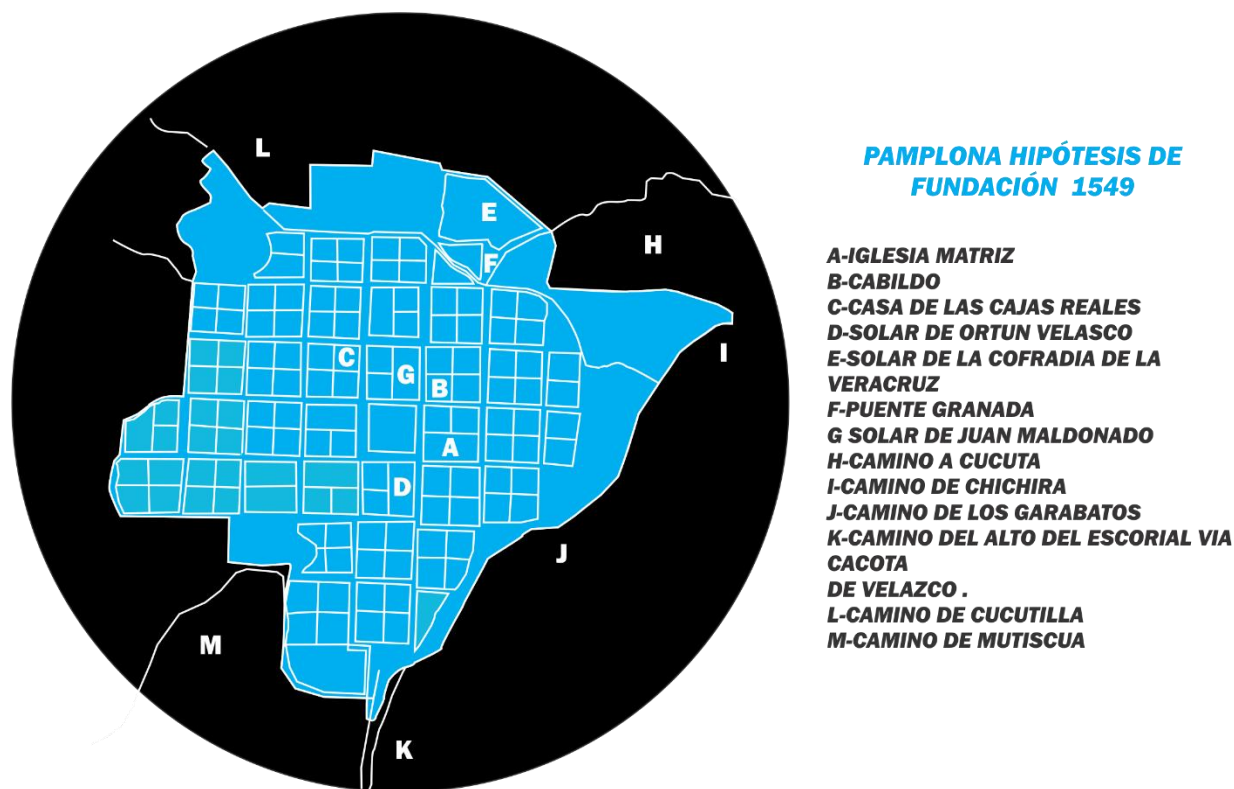 PAMPLONA HIPÓTESIS DE
FUNDACIÓN 1549
A-IGLESIA MATRIZ
B-CABILDO
C-CASA DE LAS CAJAS REALES
D-SOLAR DE ORTUN VELASCO
E-SOLAR DE LA COFRADIA DE LA
VERACRUZ
F-PUENTE GRANADA
G SOLAR DE JUAN MALDONADO
H-CAMINO A CUCUTA
I-CAMINO DE CHICHIRA
J-CAMINO DE LOS GARABATOS
K-CAMINO DEL ALTO DEL ESCORIAL VIA
CACOTA
DE VELAZCO .
L-CAMINO DE CUCUTILLA
M-CAMINO DE MUTISCUA
L
E
H
F
I
C
G
B
A
D
J
M
K